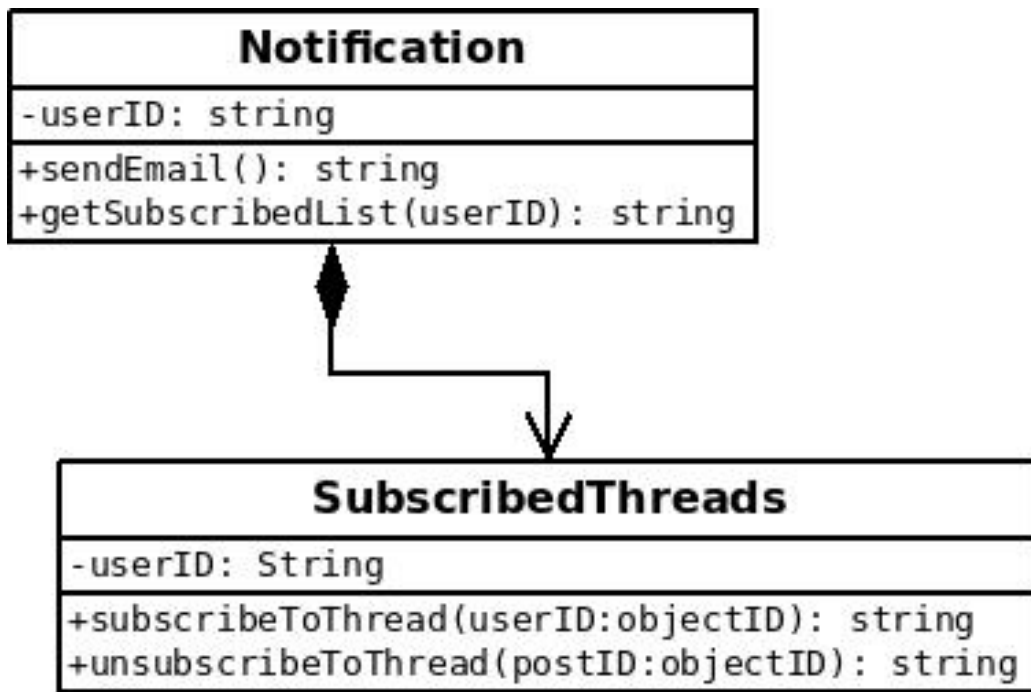 Notification
-userID: string
+sendEmail(): string
+getSubscribedList(userID): string
SubscribedThreads
-userID: String
+subscribeToThread(userID:objectID): string
+unsubscribeToThread(postID:objectID): string